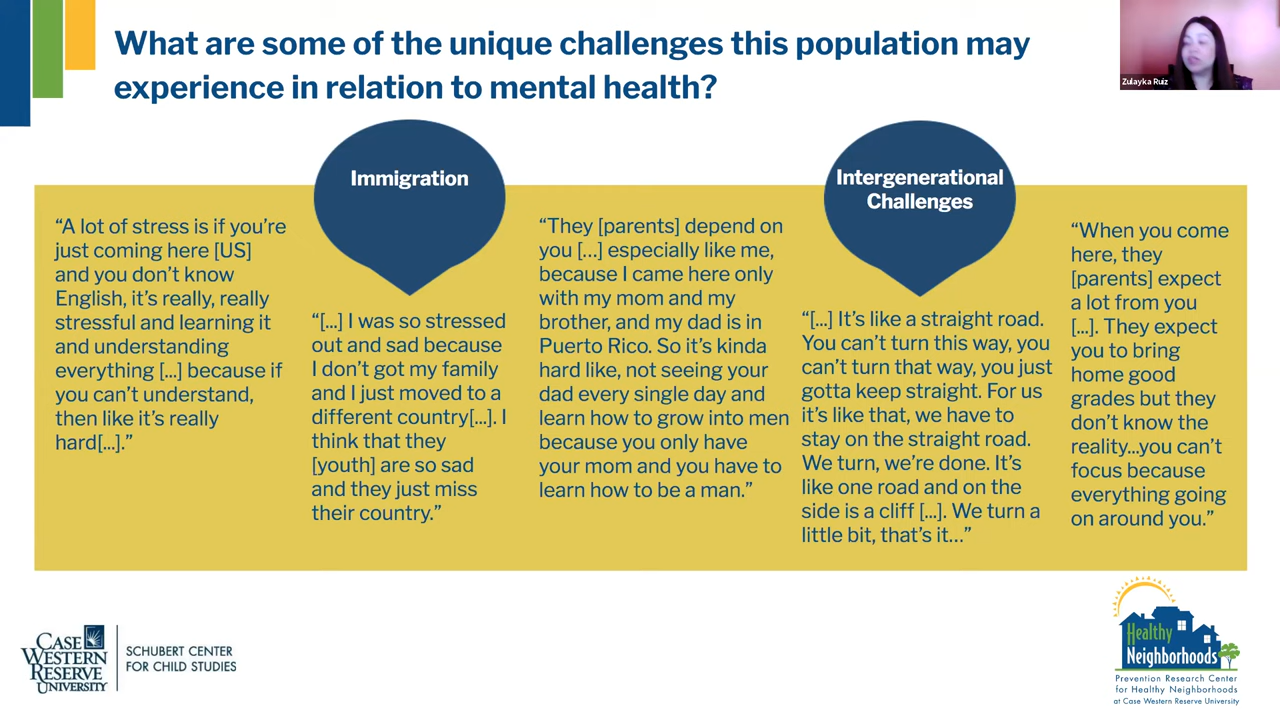 What are some of the unique challenges this population may
experience in relation to mental health?
Zulayka Ruiz
Immigration
Intergenerational
Challenges
“A lot of stress is if you’re
just coming here [US]
and you don’t know
English, it’s really, really
stressful and learning it
and understanding
everything [...] because if
you can’t understand,
then like it’s really
hard[...].”
“[...] I was so stressed
out and sad because
I don’t got my family
and I just moved to a
different country[...]. I
think that they
[youth] are so sad
and they just miss
their country.”
“They [parents] depend on
you [...] especially like me,
because I came here only
with my mom and my
brother, and my dad is in
Puerto Rico. So it’s kinda
hard like, not seeing your
dad every single day and
learn how to grow into men
because you only have
your mom and you have to
learn how to be a man.”
“[...] It’s like a straight road.
You can’t turn this way, you
can’t turn that way, you just
gotta keep straight. For us
it’s like that, we have to
stay on the straight road.
We turn, we’re done. It’s
like one road and on the
side is a cliff [...]. We turn a
little bit, that’s it...”
“When you come
here, they
[parents] expect
a lot from you
[...]. They expect
you to bring
home good
grades but they
don’t know the
reality...you can’t
focus because
everything going
on around you.”
CASE
WESTERN
RESERVE
UNIVERSITY
SCHUBERT CENTER
FOR CHILD STUDIES
Healthy
Neighborhoods
Prevention Research Center
for Healthy Neighborhoods
at Case Western Reserve University